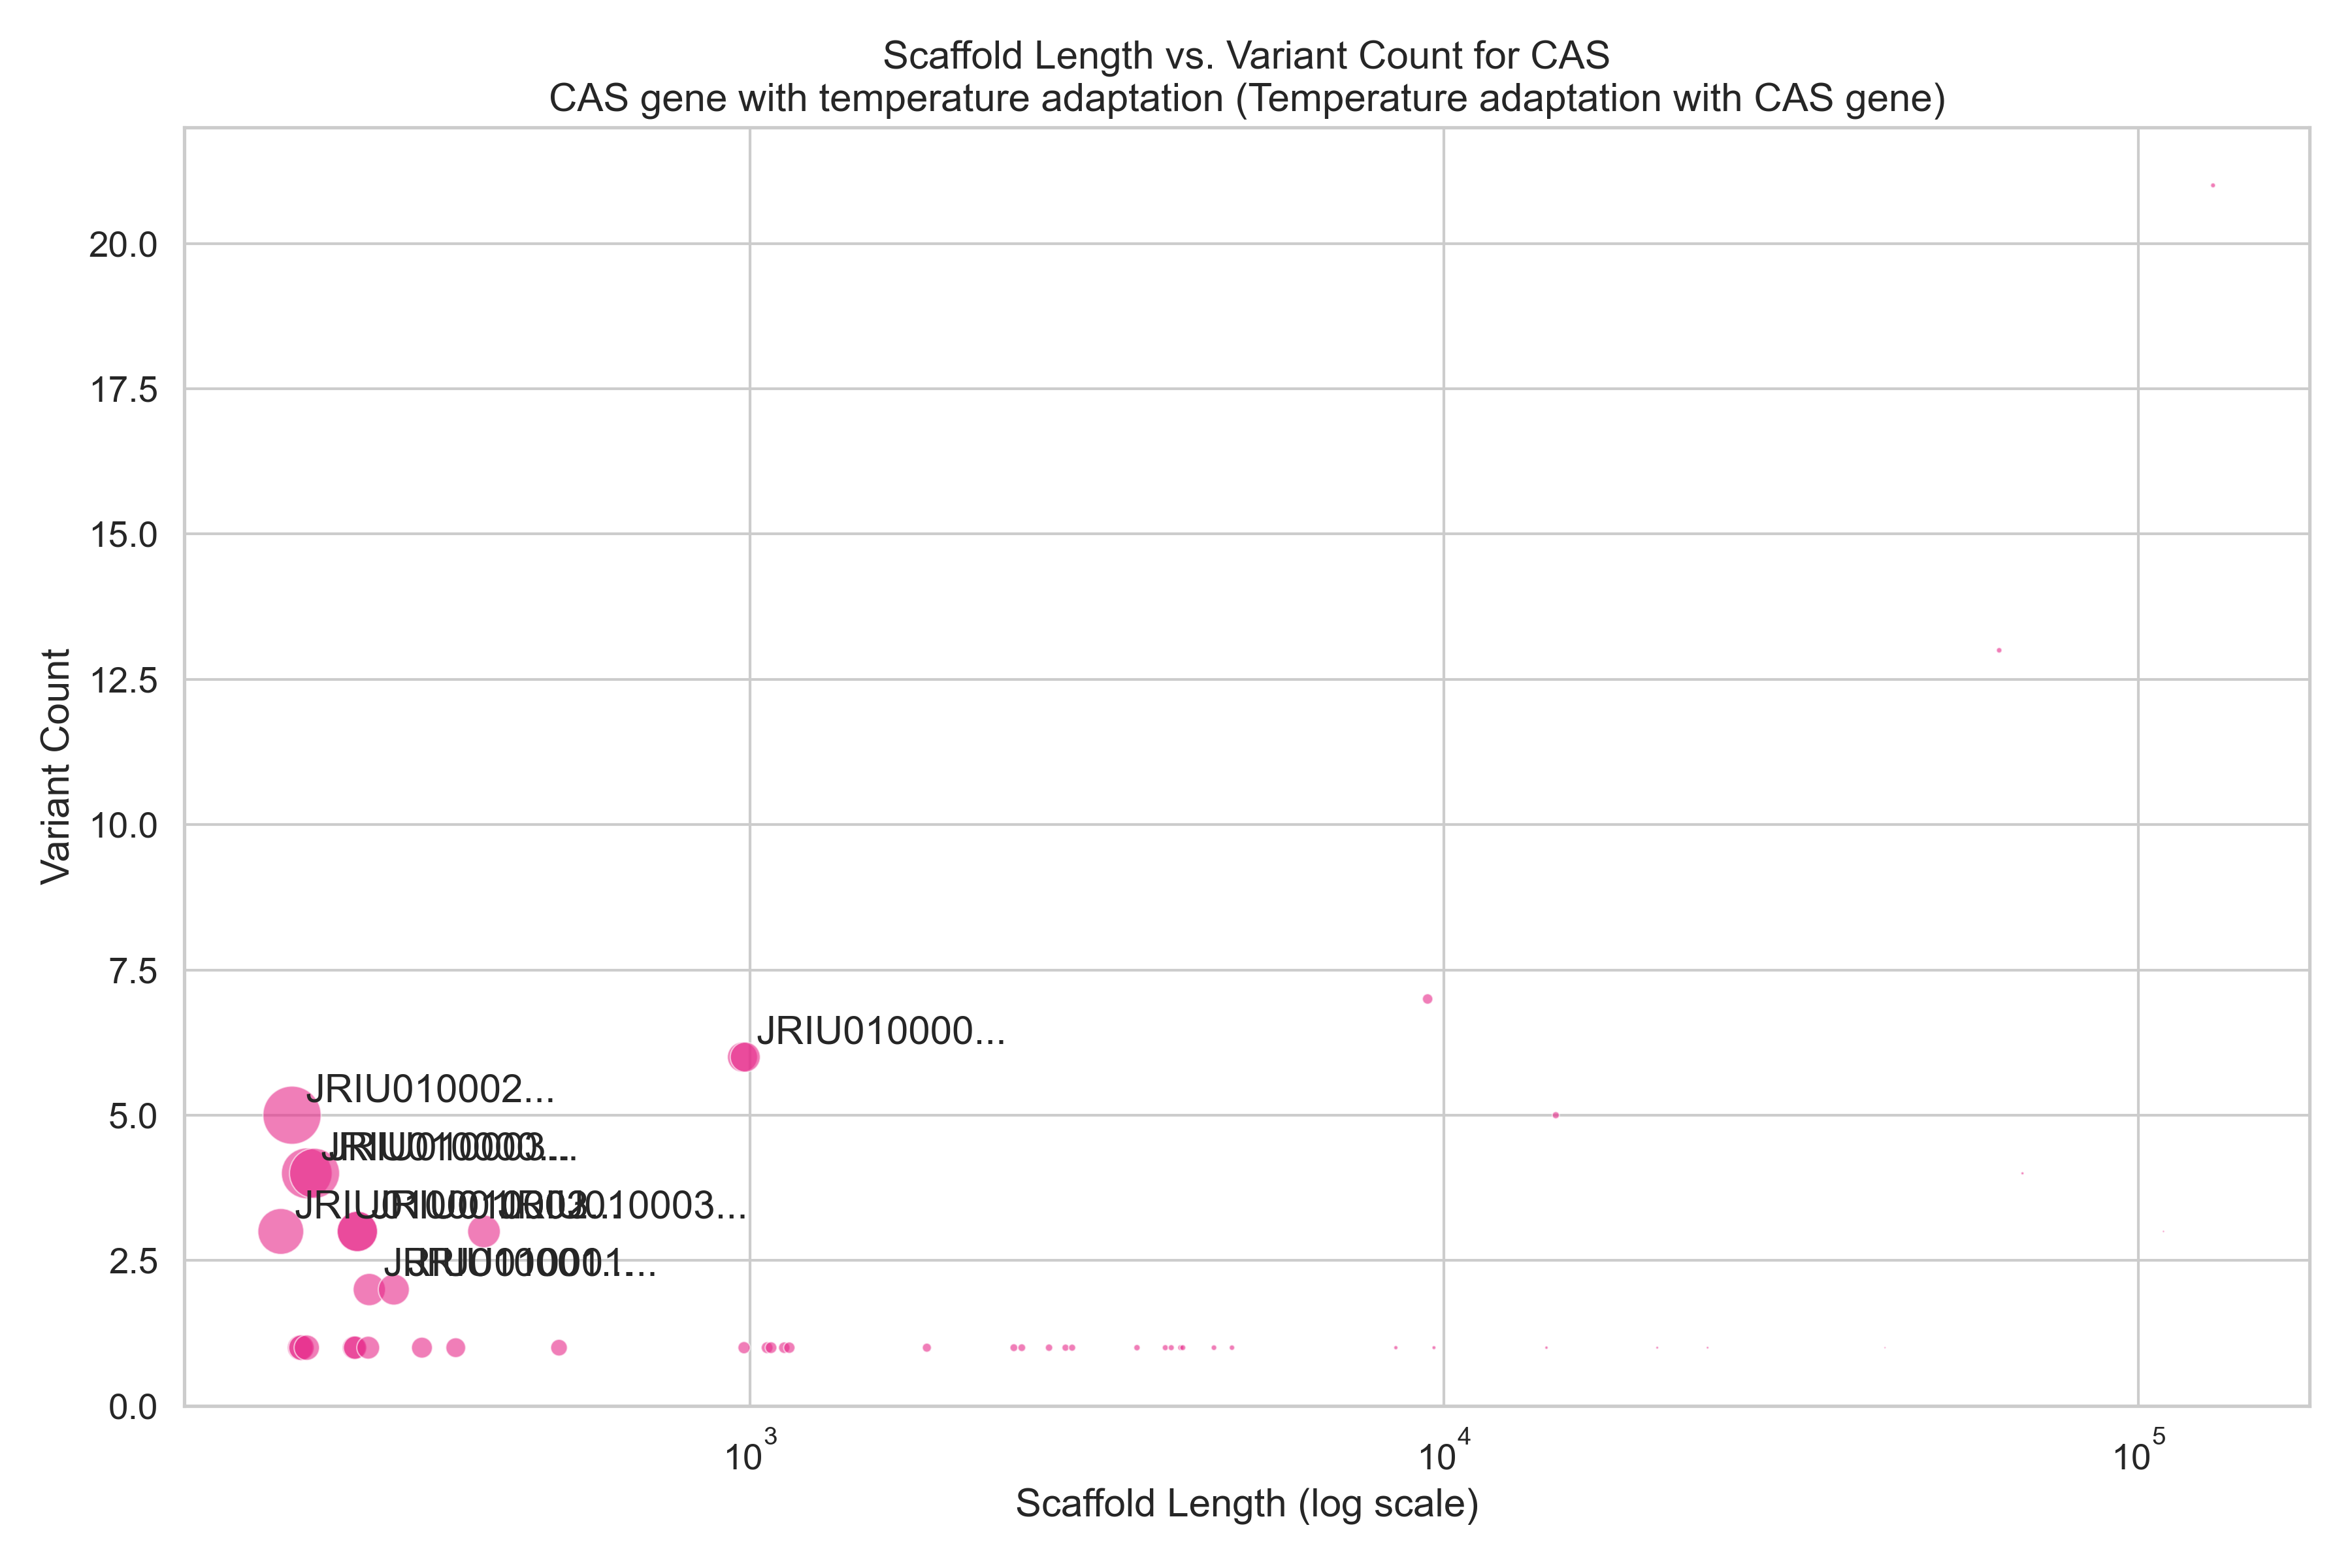 Scaffold Length vs. Variant Count for CAS
CAS gene with temperature adaptation (Temperature adaptation with CAS gene)
Variant Count
20.0
17.5
15.0
12.5
10.0
7.5
5.0
2.5
0.0
JRIU010000...
JRIU010002...
JRIU010003...
10^3
10^4
10^5
Scaffold Length (log scale)